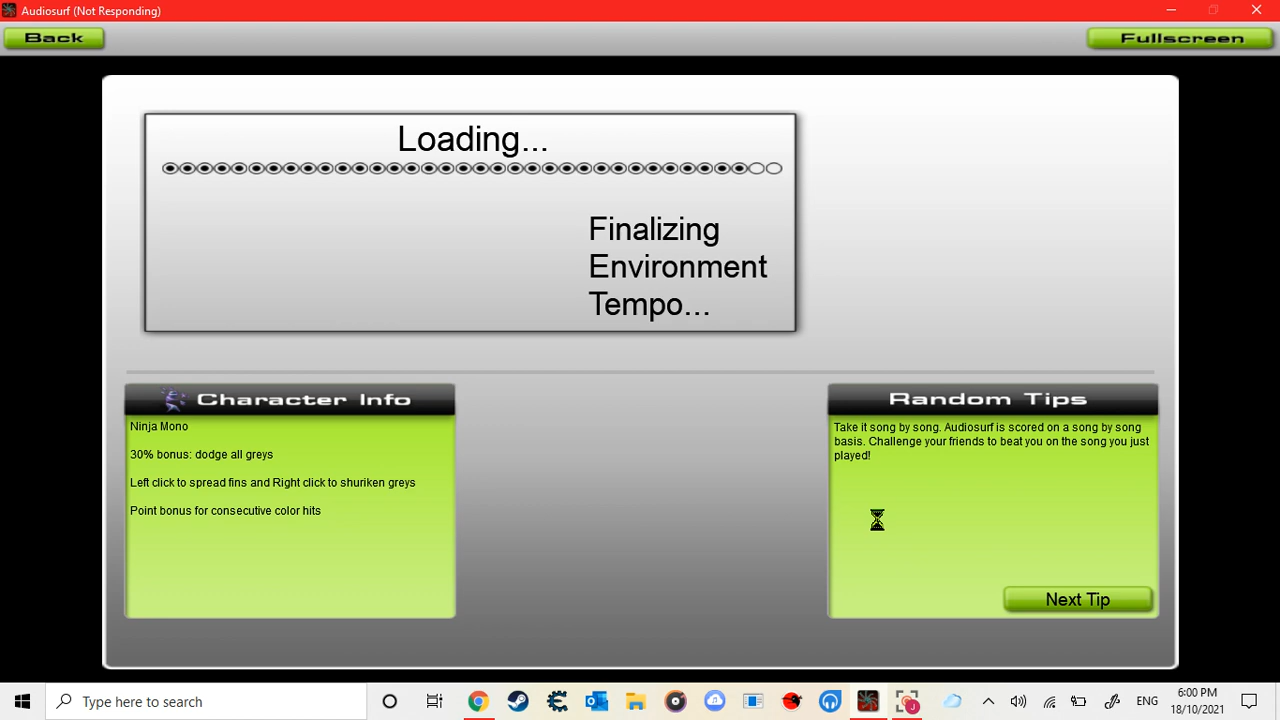 Audiosurf (Not Responding)
Back
Fullscreen
Loading...
Finalizing
Environment
Tempo...
Character Info
Ninja Mono
30% bonus: dodge all greys
Left click to spread fins and Right click to shuriken greys
Point bonus for consecutive color hits
Random Tips
Take it song by song. Audiosurf is scored on a song by song
basis. Challenge your friends to beat you on the song you just
played!
Next Tip
Type here to search
ENG
6:00 PM
18/10/2021